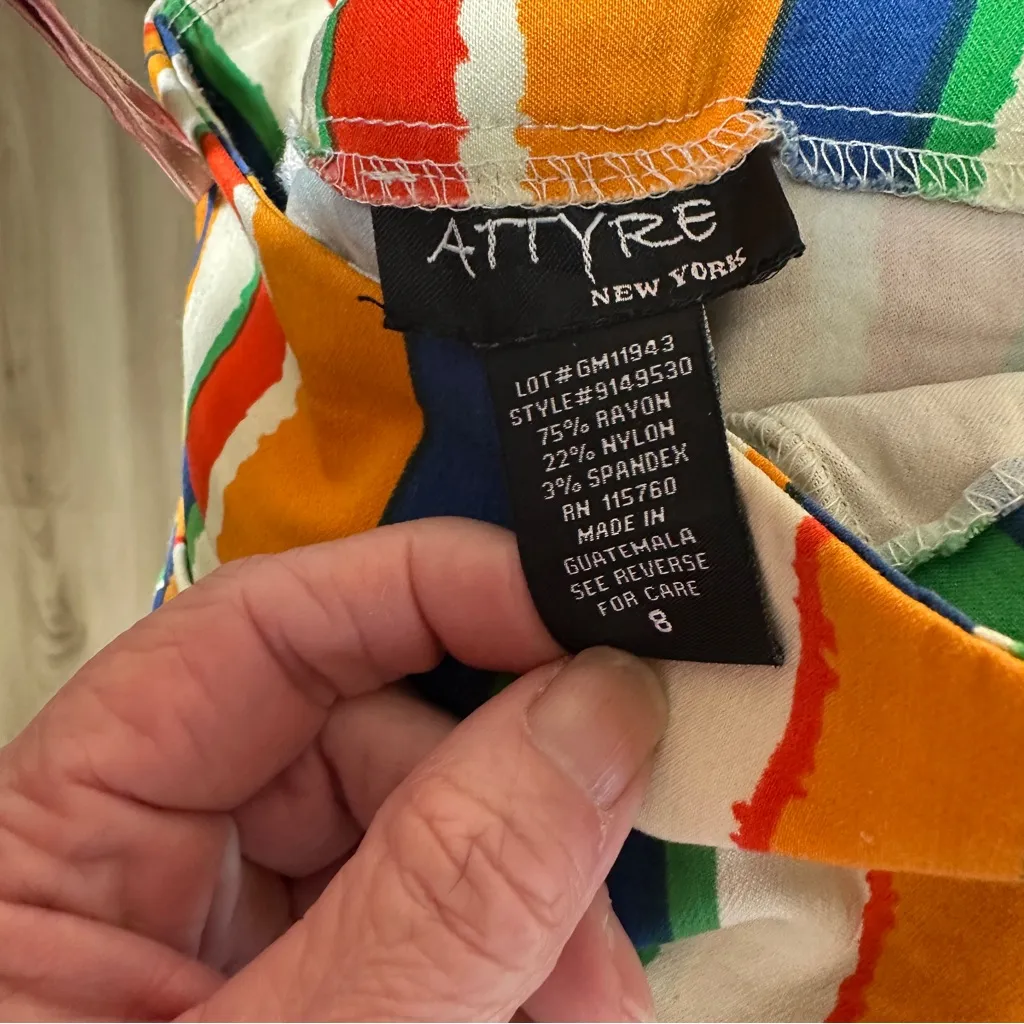 ATTYRE
NEW YORK
LOT#GM11943
STYLE#9149530
75% RAYON
22% NYLON
3% SPANDEX
RN 115760
MADE IN
GUATEMALA
SEE REVERSE
FOR CARE
8